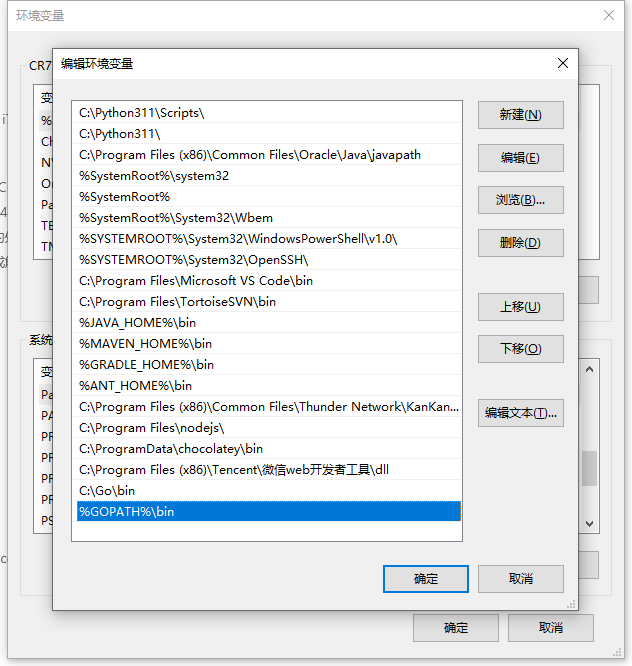 环境变量
CR7
编辑环境变量
C:\Python311\Scripts\
C:\Python311\
C:\Program Files (x86)\Common Files\Oracle\Java\javapath
%SystemRoot%\system32
%SystemRoot%
%SystemRoot%\System32\Wbem
%SYSTEMROOT%\System32\WindowsPowerShell\v1.0\
%SYSTEMROOT%\System32\OpenSSH\
C:\Program Files\Microsoft VS Code\bin
C:\Program Files\TortoiseSVN\bin
%JAVA_HOME%\bin
%MAVEN_HOME%\bin
%GRADLE_HOME%\bin
%ANT_HOME%\bin
C:\Program Files (x86)\Common Files\Thunder Network\KanKan...
C:\Program Files\nodejs\
C:\ProgramData\chocolatey\bin
C:\Program Files (x86)\Tencent\微信web开发者工具\dll
C:\Go\bin
%GOPATH%\bin
新建(N)
编辑(E)
浏览(B)...
删除(D)
上移(U)
下移(O)
编辑文本(T)...
确定
取消
变
%
Ch
NV
On
Pa
TE
TM
系统
变
Pa
PA
PR
PR
PR
PR
PS
确定
取消